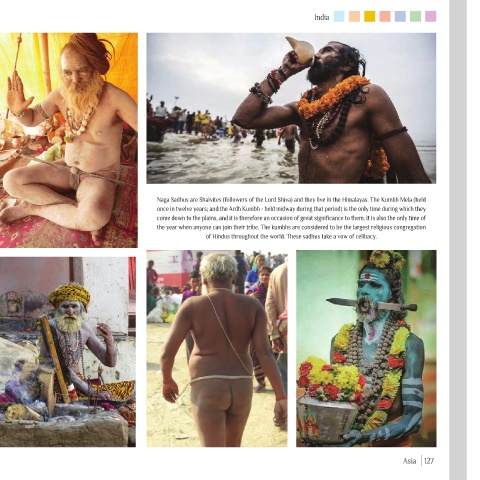 India
Naga Sadhus are Shaivites (followers of the Lord Shiva) and they live in the Himalayas. The Kumbh Mela (held
once in twelve years; and the Ardh Kumbh - held midway during that period) is the only time during which they
come down to the plains, and it is therefore an occasion of great significance to them. It is also the only time of
the year when anyone can join their tribe. The kumbhs are considered to be the largest religious congregation
of Hindus throughout the world. These sadhus take a vow of celibacy.
Asia | 127